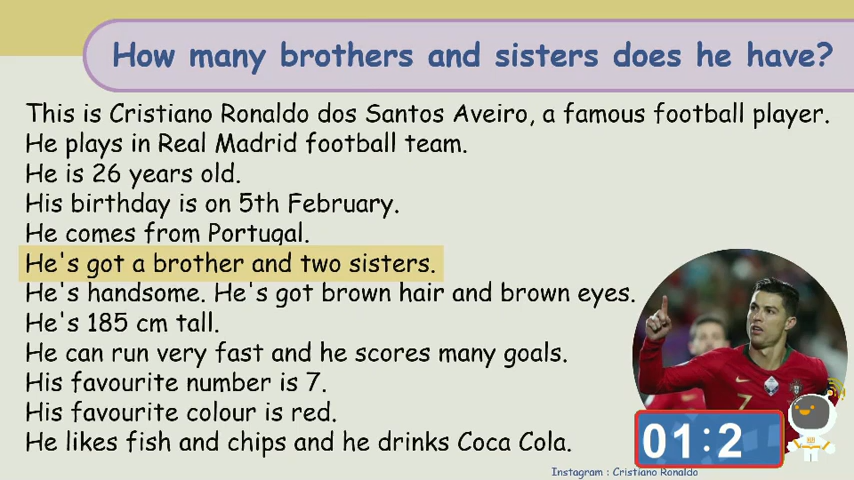 How many brothers and sisters does he have?
This is Cristiano Ronaldo dos Santos Aveiro, a famous football player.
He plays in Real Madrid football team.
He is 26 years old.
His birthday is on 5th February.
He comes from Portugal.
He's got a brother and two sisters.
He's handsome. He's got brown hair and brown eyes.
He's 185 cm tall.
He can run very fast and he scores many goals.
His favourite number is 7.
His favourite colour is red.
He likes fish and chips and he drinks Coca Cola.
7
01:2
Instagram : Cristiano Ronaldo